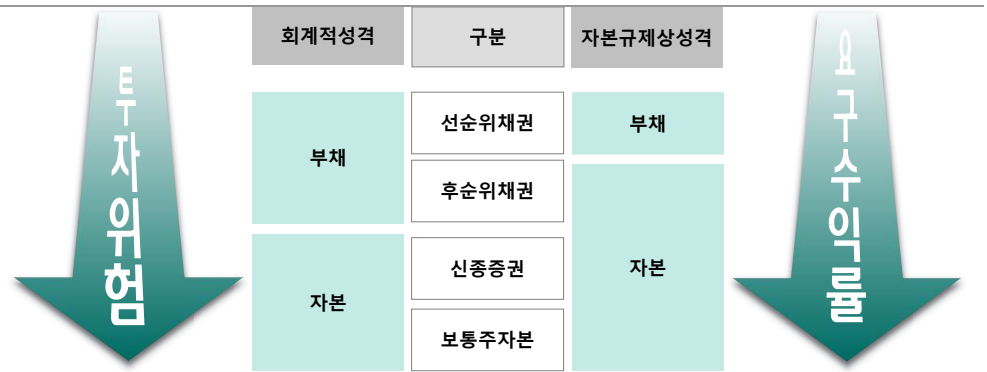 투자위험
회계적성격
구분
자본규제상성격
요구수익률
부채
선순위채권
부채
후순위채권
자본
신종증권
자본
보통주자본